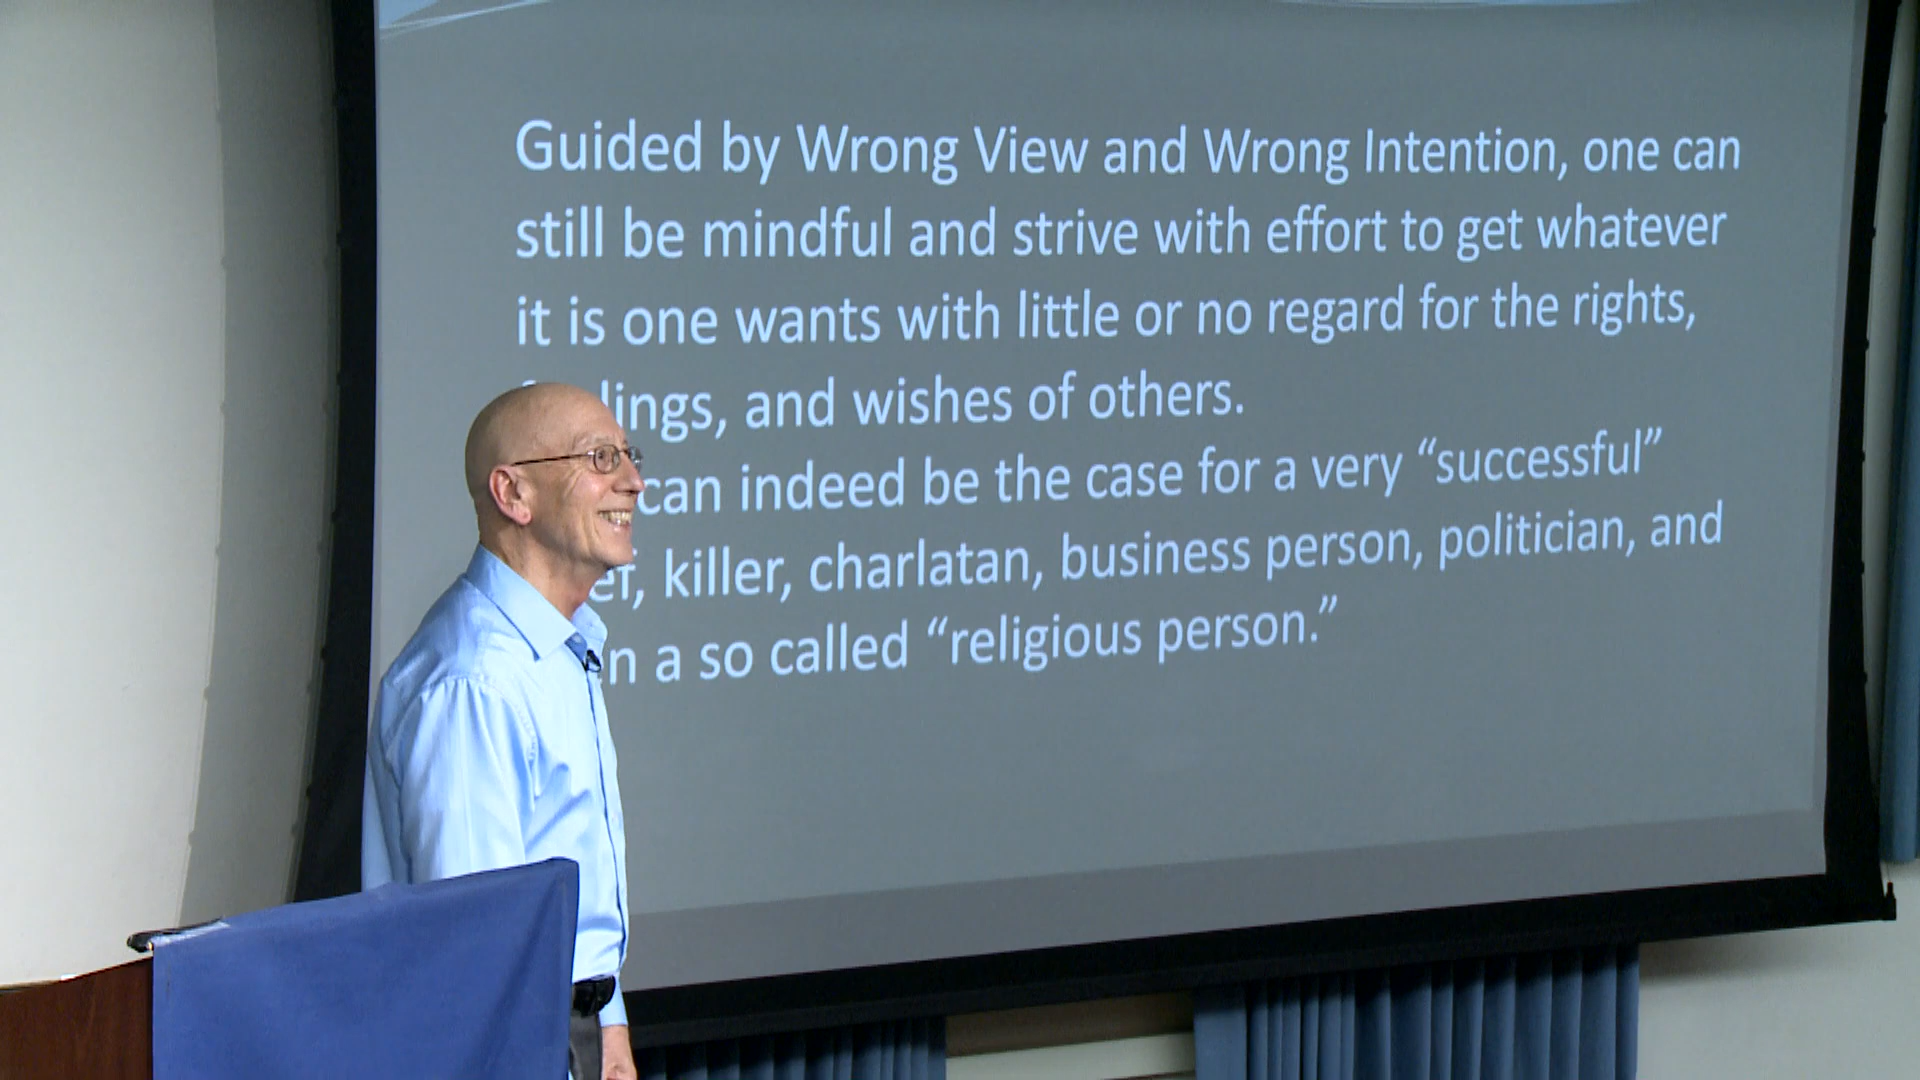 Guided by Wrong View and Wrong Intention, one can
still be mindful and strive with effort to get whatever
it is one wants with little or no regard for the rights,
and wishes of others.
can indeed be the case for a very “successful”
killer, charlatan, business person, politician, and
a so called “religious person.”